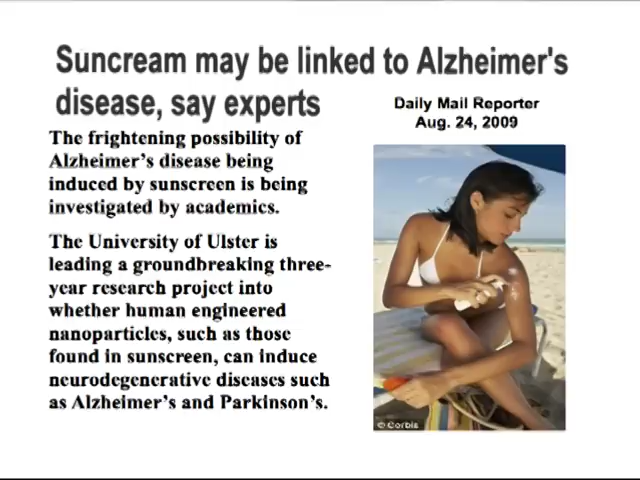 Suncream may be linked to Alzheimer's
disease, say experts
Daily Mail Reporter
Aug. 24, 2009
The frightening possibility of
Alzheimer's disease being
induced by sunscreen is being
investigated by academics.
The University of Ulster is
leading a groundbreaking three-
year research project into
whether human engineered
nanoparticles, such as those
found in sunscreen, can induce
neurodegenerative diseases such
as Alzheimer's and Parkinson's.
© Corbis